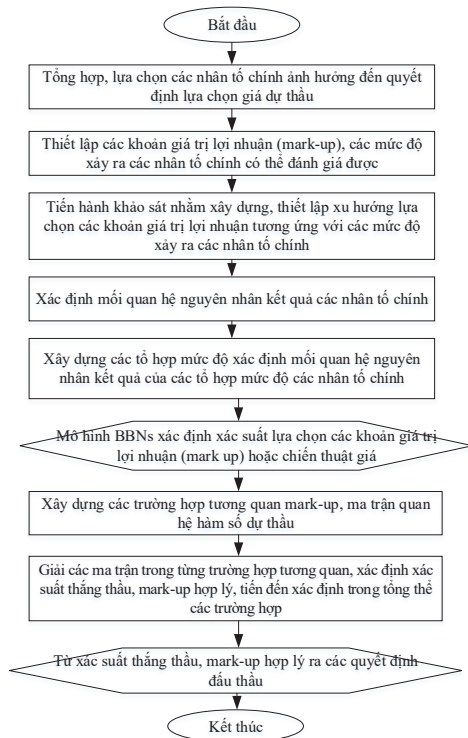 Bắt đầu
Tổng hợp, lựa chọn các nhân tố chính ảnh hưởng đến quyết
định lựa chọn giá dự thầu
Thiết lập các khoản giá trị lợi nhuận (mark-up), các mức độ
xảy ra các nhân tố chính có thể đánh giá được
Tiến hành khảo sát nhằm xây dựng, thiết lập xu hướng lựa
chọn các khoản giá trị lợi nhuận tương ứng với các mức độ
xảy ra các nhân tố chính
Xác định mối quan hệ nguyên nhân kết quả các nhân tố chính
Xây dựng các tổ hợp mức độ xác định mối quan hệ nguyên
nhân kết quả của các tổ hợp mức độ các nhân tố chính
Mô hình BBNs xác định xác suất lựa chọn các khoản giá trị
lợi nhuận (mark up) hoặc chiến thuật giá
Xây dựng các trường hợp tương quan mark-up, ma trận quan
hệ hàm số dự thầu
Giải các ma trận trong từng trường hợp tương quan, xác định xác
suất thắng thầu, mark-up hợp lý, tiến đến xác định trong tổng thể
các trường hợp
Từ xác suất thắng thầu, mark-up hợp lý ra các quyết định
đấu thầu
Kết thúc